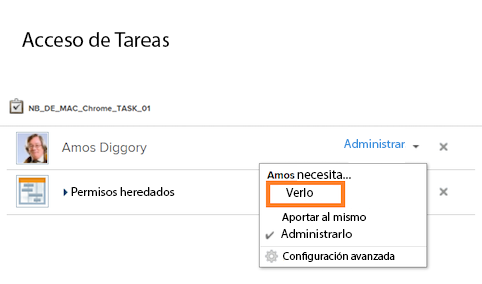 Acceso de Tareas
NB_DE_MAC_Chrome_TASK_01
Amos Diggory
Administrar
Amos necesita...
Verlo
Permisos heredados
Aportar al mismo
Administrarlo
Configuración avanzada